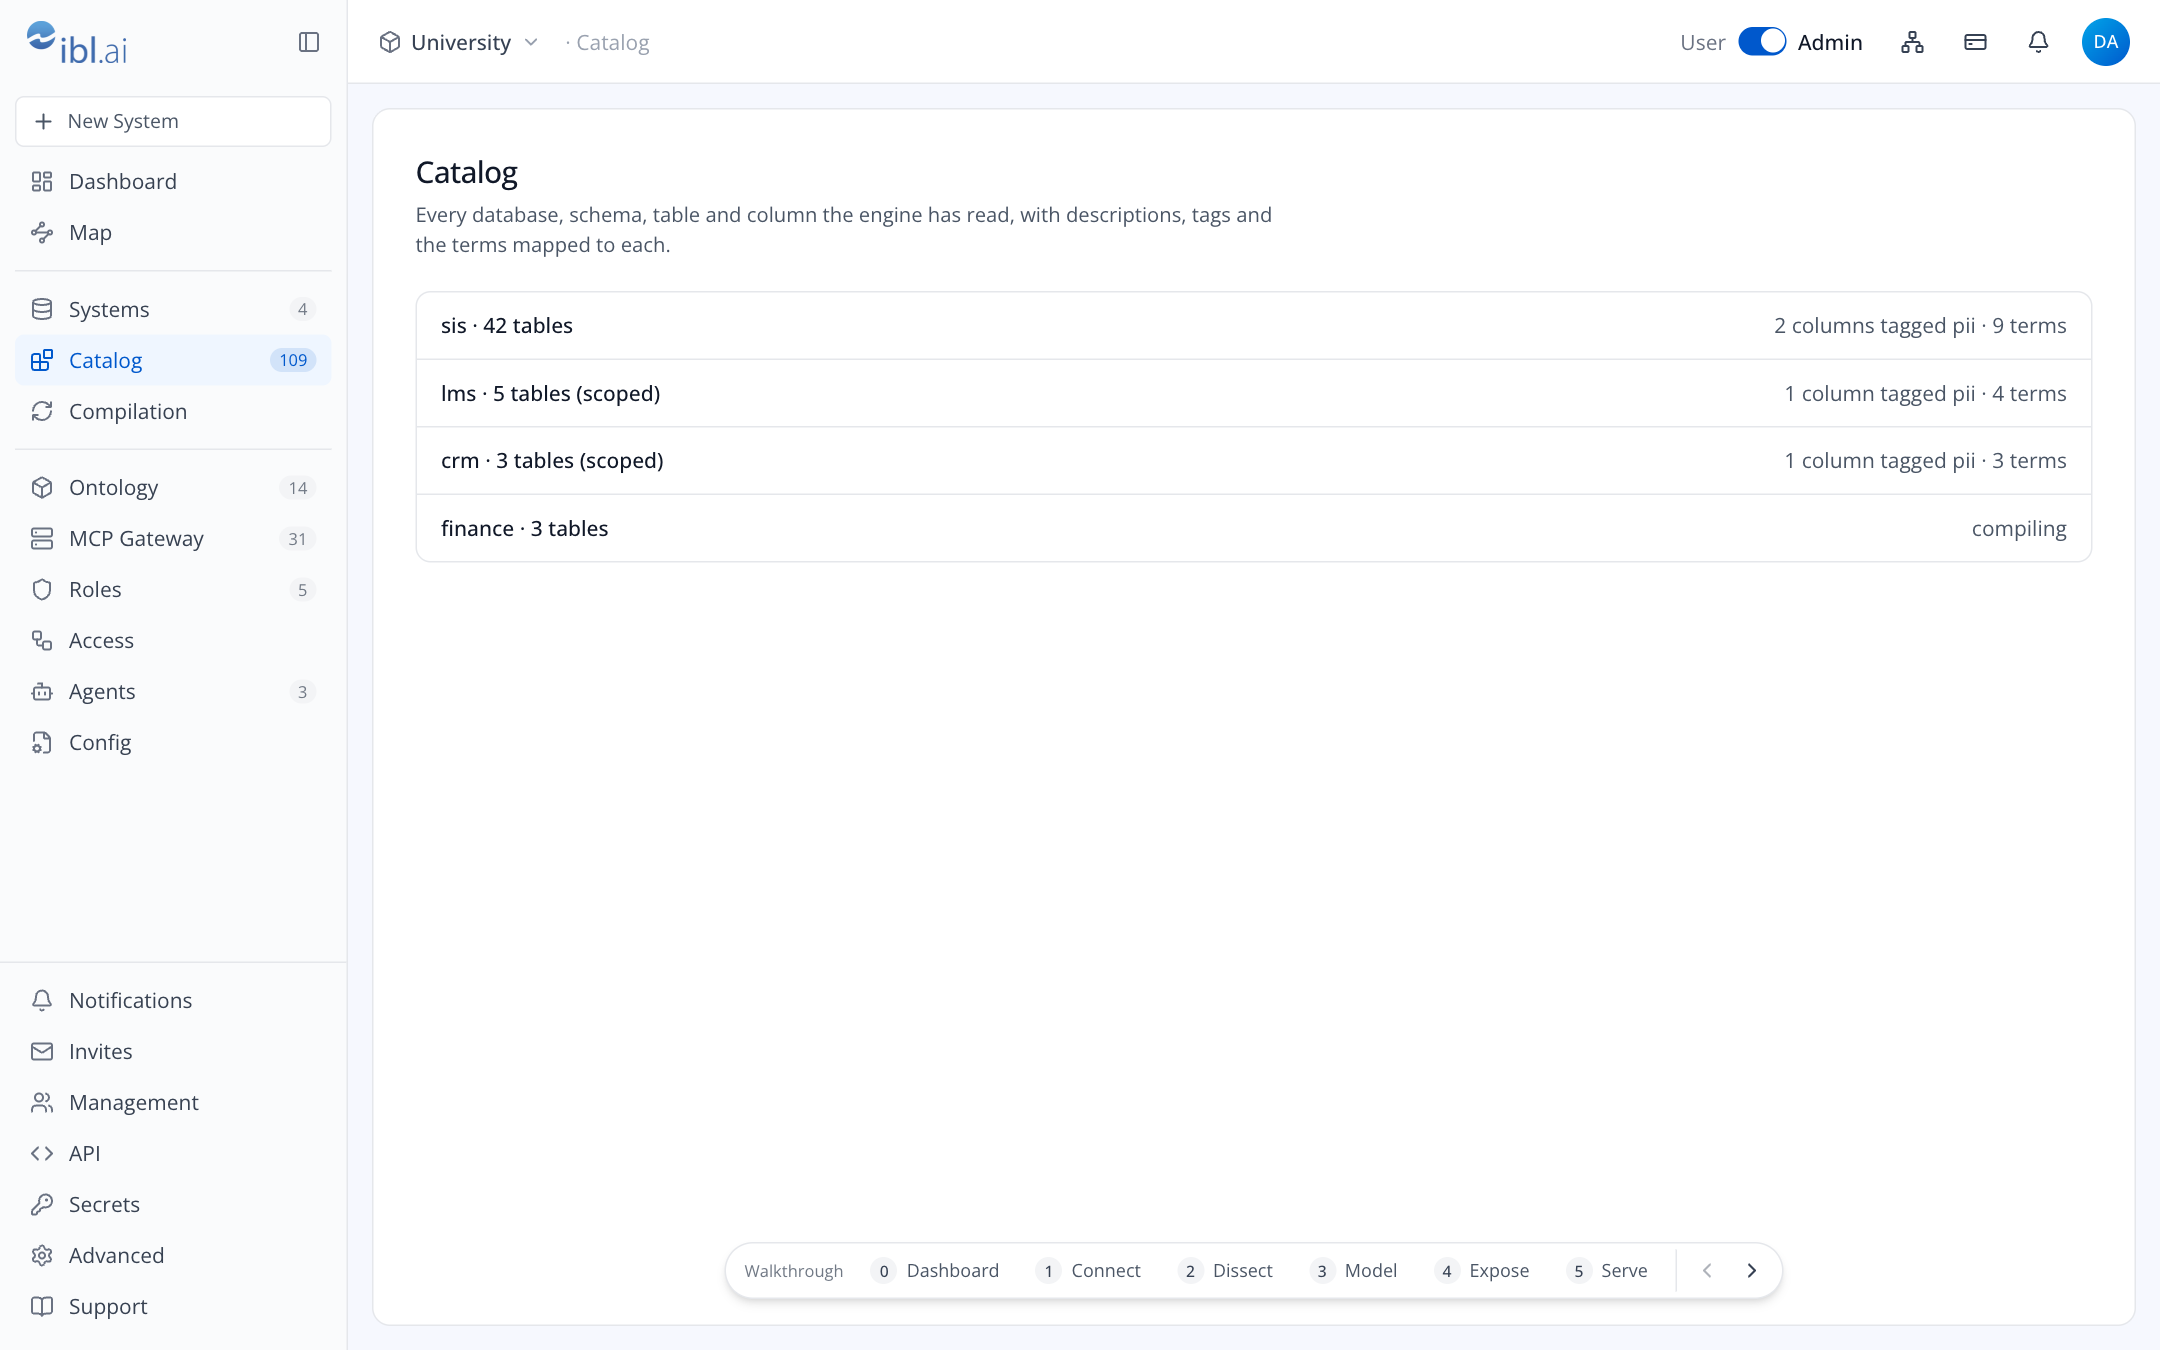 ibl.ai
New System
Dashboard
Map
Systems 4
Catalog 109
Compilation
Ontology 14
MCP Gateway 31
Roles 5
Access
Agents 3
Config
Notifications
Invites
Management
API
Secrets
Advanced
Support
University · Catalog
User Admin DA
Catalog
Every database, schema, table and column the engine has read, with descriptions, tags and
the terms mapped to each.
sis · 42 tables 2 columns tagged pii · 9 terms
lms · 5 tables (scoped) 1 column tagged pii · 4 terms
crm · 3 tables (scoped) 1 column tagged pii · 3 terms
finance · 3 tables compiling
Walkthrough 0 Dashboard 1 Connect 2 Dissect 3 Model 4 Expose 5 Serve